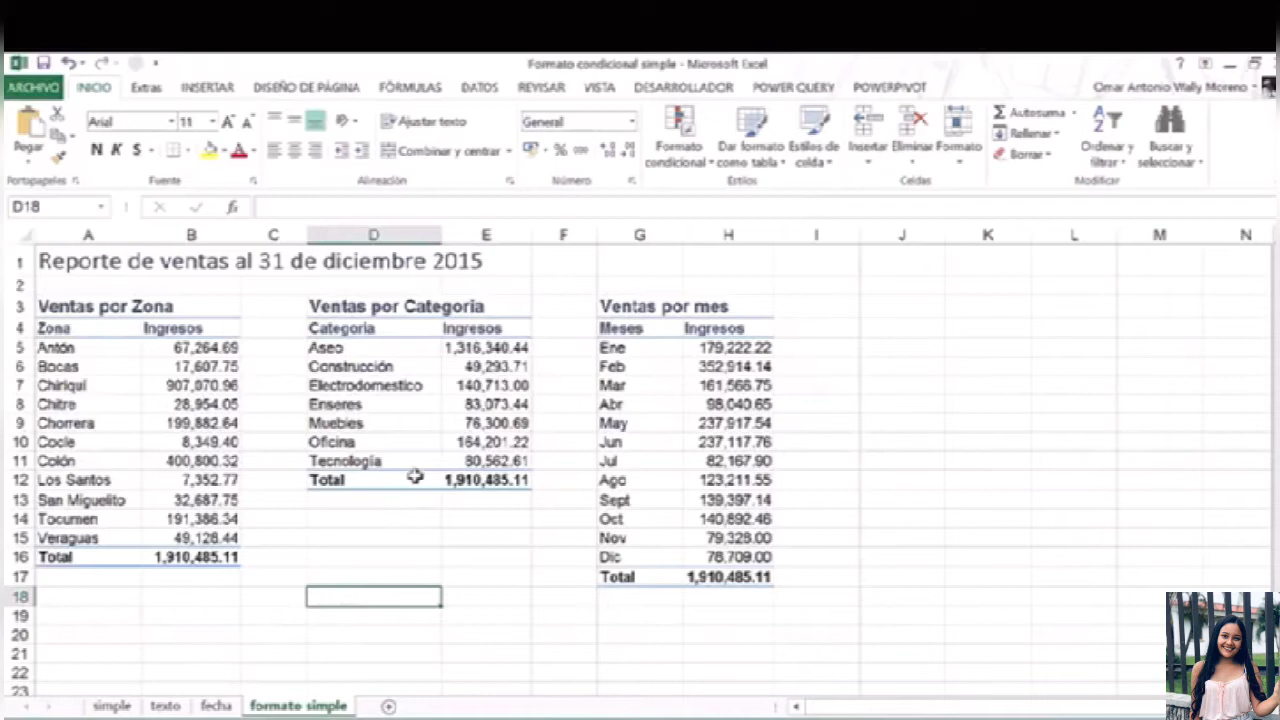 Formato condicional simple - Microsoft Excel
ARCHIVO INICIO Extras INSERTAR DISEÑO DE PÁGINA FÓRMULAS DATOS REVISAR VISTA DESARROLLADOR POWER QUERY POWERPIVOT Omar Antonio Wally Moreno
Pegar
Arial 11
N K S
Ajustar texto
Combinar y centrar
General
Formato condicional
Dar formato como tabla
Estilos de celda
Insertar Eliminar Formato
Autosuma
Rellenar
Borrar
Ordenar y filtrar
Buscar y seleccionar
Portapapeles Fuente Alineación Número Estilos Celdas Modificar
D18 fx
A B C D E F G H I J K L M N
1 Reporte de ventas al 31 de diciembre 2015
2
3 Ventas por Zona Ventas por Categoria Ventas por mes
4 Zona Ingresos Categoria Ingresos Meses Ingresos
5 Antón 67,264.69 Aseo 1,316,340.44 Ene 179,222.22
6 Bocas 17,607.75 Construcción 49,293.71 Feb 352,914.14
7 Chiriquí 907,070.96 Electrodomestico 140,713.00 Mar 161,566.75
8 Chitre 28,954.05 Enseres 83,073.44 Abr 98,040.65
9 Chorrera 199,882.64 Muebles 76,300.69 May 237,917.54
10 Cocle 8,349.40 Oficina 164,201.22 Jun 237,117.76
11 Colón 400,800.32 Tecnología 80,562.61 Jul 82,167.90
12 Los Santos 7,352.77 Total 1,910,485.11 Ago 123,211.55
13 San Miguelito 32,687.75 Sept 139,397.14
14 Tocumen 191,386.34 Oct 140,892.46
15 Veraguas 49,128.44 Nov 79,328.00
16 Total 1,910,485.11 Dic 78,709.00
17 Total 1,910,485.11
18
19
20
21
22
23
simple texto fecha formato simple